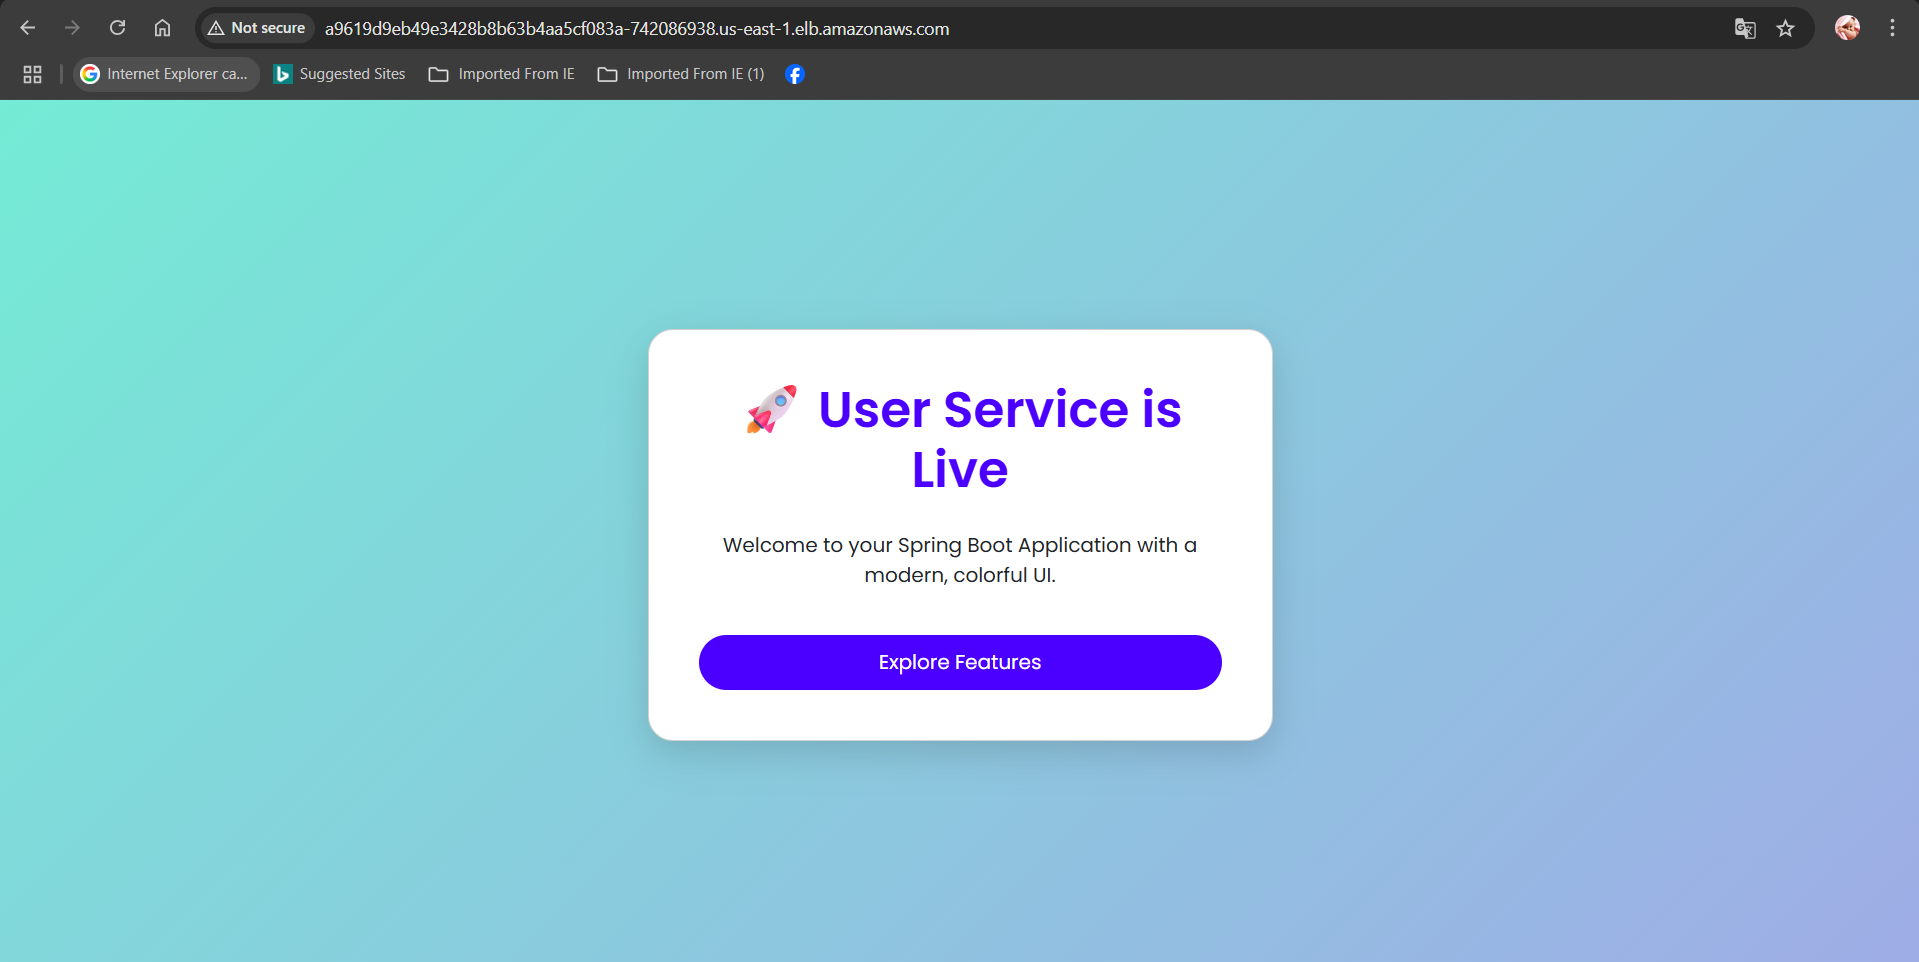 Not secure
a9619d9eb49e3428b8b63b4aa5cf083a-742086938.us-east-1.elb.amazonaws.com
Internet Explorer ca...
Suggested Sites
Imported From IE
Imported From IE (1)
🚀 User Service is
Live
Welcome to your Spring Boot Application with a
modern, colorful UI.
Explore Features